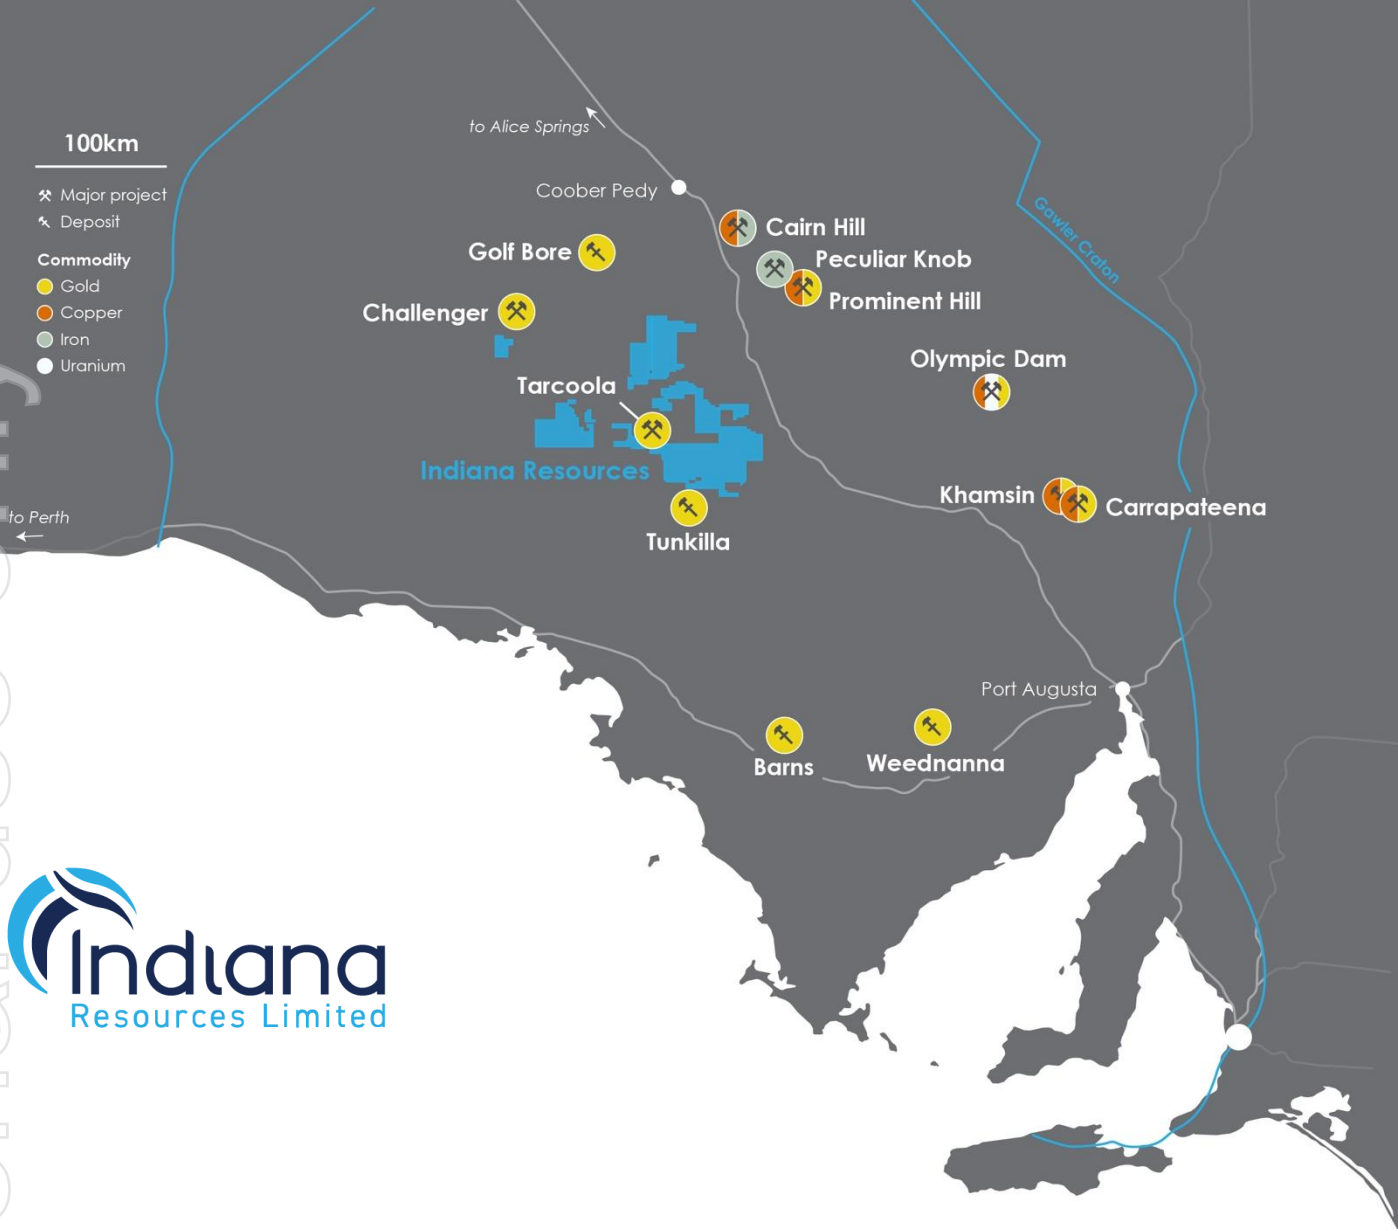 to Alice Springs
100km
Major project
Deposit
Commodity
Gold
Copper
Iron
Uranium
Coober Pedy
Cairn Hill
Golf Bore
Peculiar Knob
Prominent Hill
Gawler Craton
Challenger
Olympic Dam
Tarcoola
Indiana Resources
Khamsin
Carrapateena
to Perth
Tunkilla
Port Augusta
Barns
Weednanna
Indiana
Resources Limited